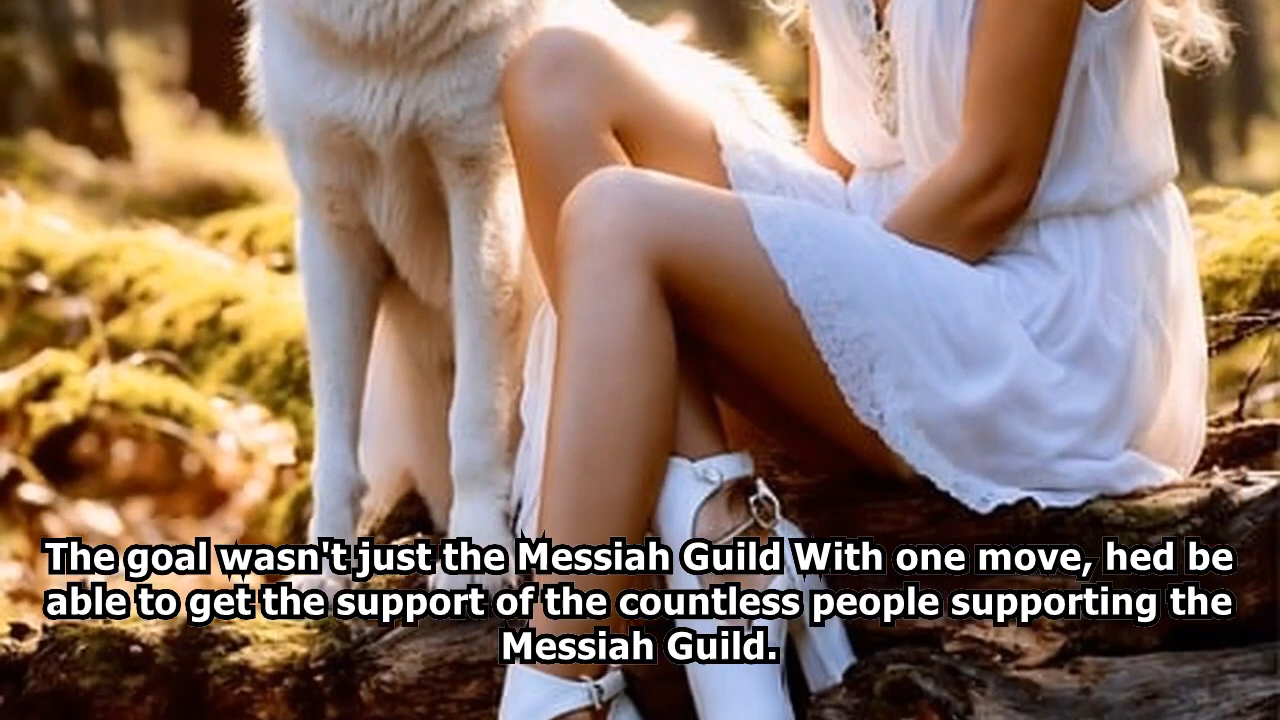 The goal wasn't just the Messiah Guild With one move, hed be
able to get the support of the countless people supporting the
Messiah Guild.